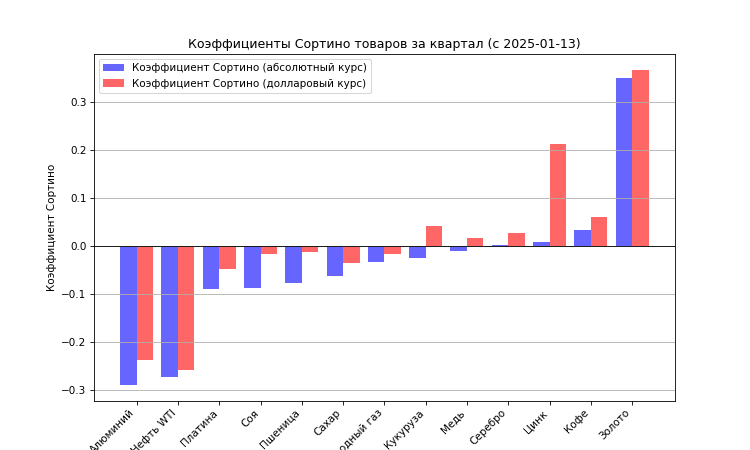 Коэффициенты Сортино товаров за квартал (с 2025-01-13)
Коэффициент Сортино (абсолютный курс)
Коэффициент Сортино (долларовый курс)
Коэффициент Сортино
0.3
0.2
0.1
0.0
−0.1
−0.2
−0.3
Алюминий
Нефть WTI
Платина
Соя
Пшеница
Сахар
газ
Кукуруза
Медь
Серебро
Цинк
Кофе
Золото